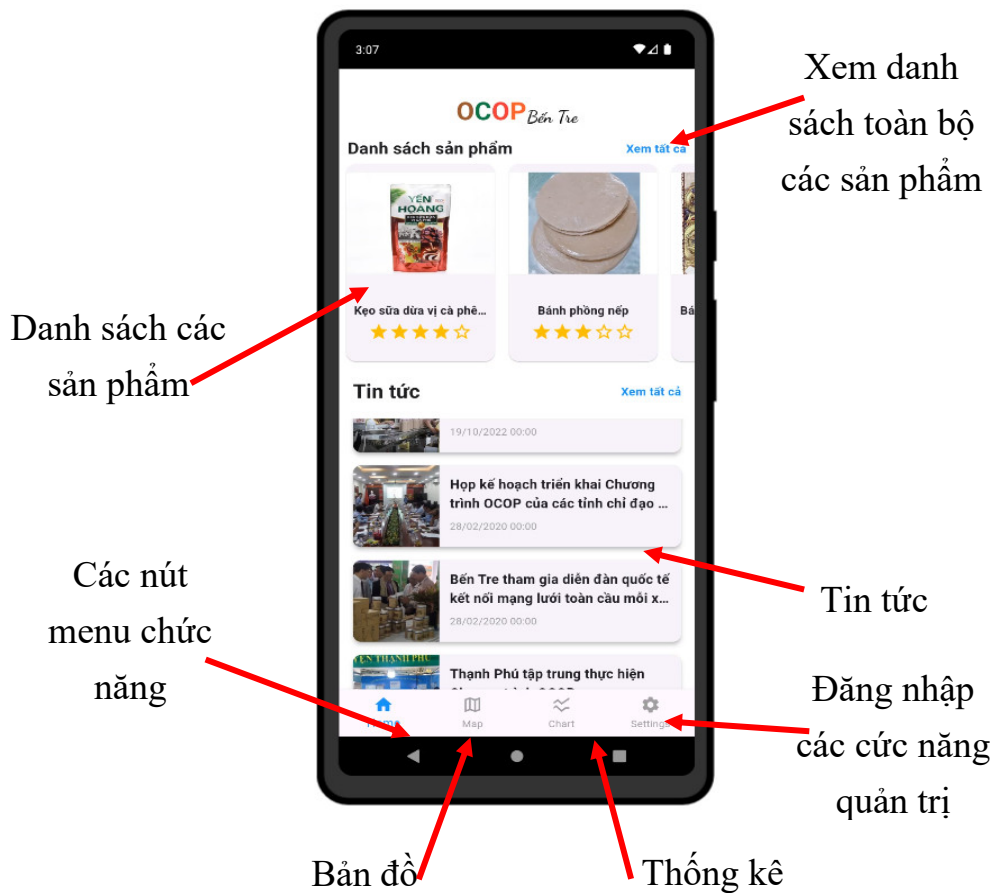 3:07
OCOP Bến Tre
Danh sách sản phẩm
Xem tất cả
YẾN
HOÀNG
Kẹo sữa dừa vị cà phê...
Bánh phồng nếp
Bá
Tin tức
Xem tất cả
19/10/2022 00:00
Họp kế hoạch triển khai Chương
trình OCOP của các tỉnh chỉ đạo ...
28/02/2020 00:00
Bến Tre tham gia diễn đàn quốc tế
kết nối mạng lưới toàn cầu mỗi x...
28/02/2020 00:00
Thạnh Phú tập trung thực hiện
Home
Map
Chart
Settings
Xem danh
sách toàn bộ
các sản phẩm
Danh sách các
sản phẩm
Các nút
menu chức
năng
Tin tức
Đăng nhập
các cức năng
quản trị
Bản đồ
Thống kê